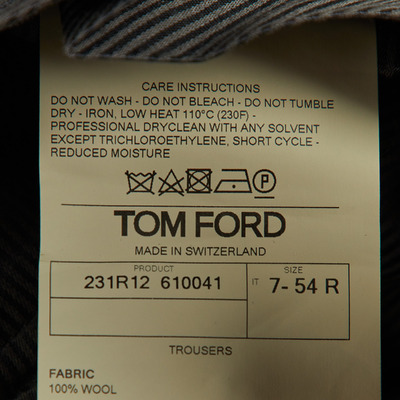 CARE INSTRUCTIONS
DO NOT WASH - DO NOT BLEACH - DO NOT TUMBLE
DRY - IRON, LOW HEAT 110°C (230F) -
PROFESSIONAL DRYCLEAN WITH ANY SOLVENT
EXCEPT TRICHLOROETHYLENE, SHORT CYCLE -
REDUCED MOISTURE
P
TOM FORD
MADE IN SWITZERLAND
PRODUCT SIZE
231R12 610041 IT 7- 54 R
TROUSERS
FABRIC
100% WOOL